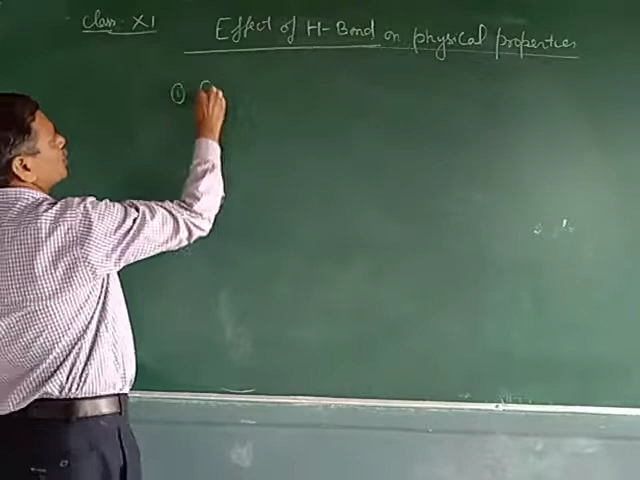 Class - XI
Effect of H-Bond on physical properties
①